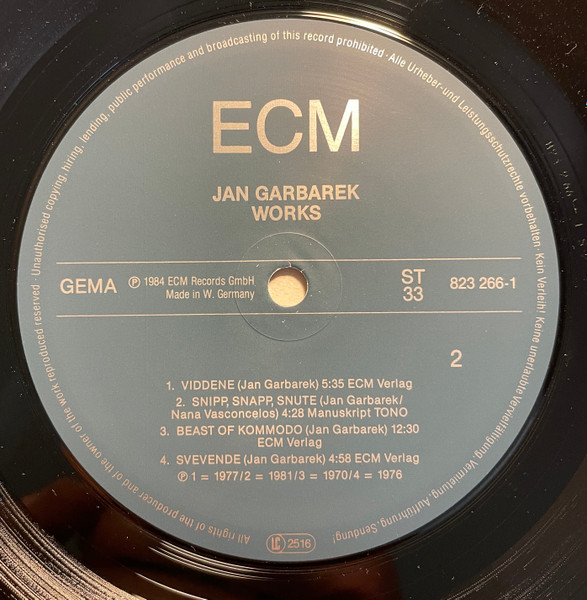 ECM
JAN GARBAREK
WORKS
GEMA
℗ 1984 ECM Records GmbH
Made in W. Germany
ST
33
823 266-1
2
1. VIDDENE (Jan Garbarek) 5:35 ECM Verlag
2. SNIPP, SNAPP, SNUTE (Jan Garbarek/
Nana Vasconcelos) 4:28 Manuskript TONO
3. BEAST OF KOMMODO (Jan Garbarek) 12:30
ECM Verlag
4. SVEVENDE (Jan Garbarek) 4:58 ECM Verlag
℗ 1 = 1977/2 = 1981/3 = 1970/4 = 1976
LC 2516
All rights of the producer and of the owner of the work reproduced reserved · Unauthorised copying, hiring, lending, public performance and broadcasting of this record prohibited · Alle Urheber- und Leistungsschutzrechte vorbehalten · Kein Verleih! Keine unerlaubte Vervielfältigung, Vermietung, Aufführung, Sendung!